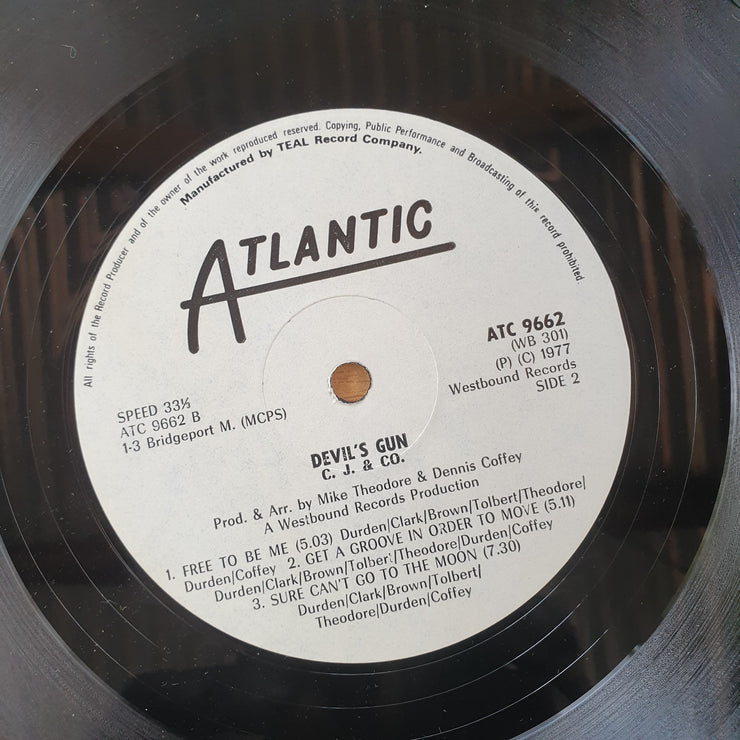 All rights of the Record Producer and of the owner of the work reproduced reserved. Copying, Public Performance and Broadcasting of this record prohibited.
Manufactured by TEAL Record Company.
ATLANTIC
ATC 9662
(WB 301)
(P) (C) 1977
Westbound Records
SIDE 2
SPEED 33⅓
ATC 9662 B
1-3 Bridgeport M. (MCPS)
DEVIL'S GUN
C. J. & CO.
Prod. & Arr. by Mike Theodore & Dennis Coffey
A Westbound Records Production
1. FREE TO BE ME (5.03) Durden/Clark/Brown/Tolbert/Theodore/
Durden/Coffey 2. GET A GROOVE IN ORDER TO MOVE (5.11)
Durden/Clark/Brown/Tolbert/Theodore/Durden/Coffey
3. SURE CAN'T GO TO THE MOON (7.30)
Durden/Clark/Brown/Tolbert/
Theodore/Durden/Coffey